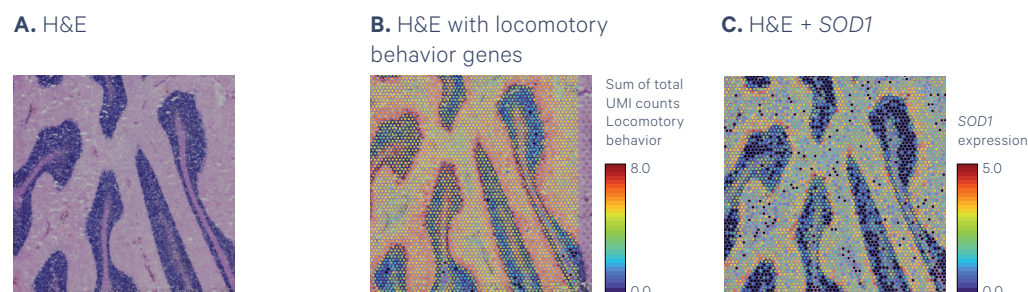 A. H&E
B. H&E with locomotory
behavior genes
C. H&E + SOD1
Sum of total
UMI counts
Locomotory
behavior
8.0
0.0
SOD1
expression
5.0
0.0